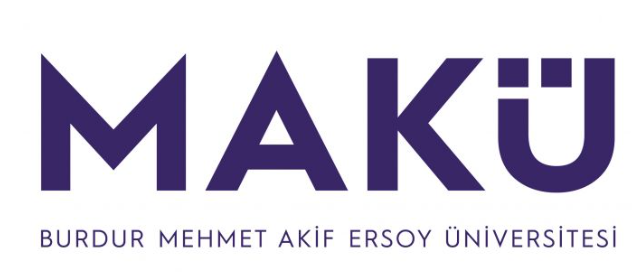 MAKÜ
BURDUR MEHMET AKİF ERSOY ÜNİVERSİTESİ